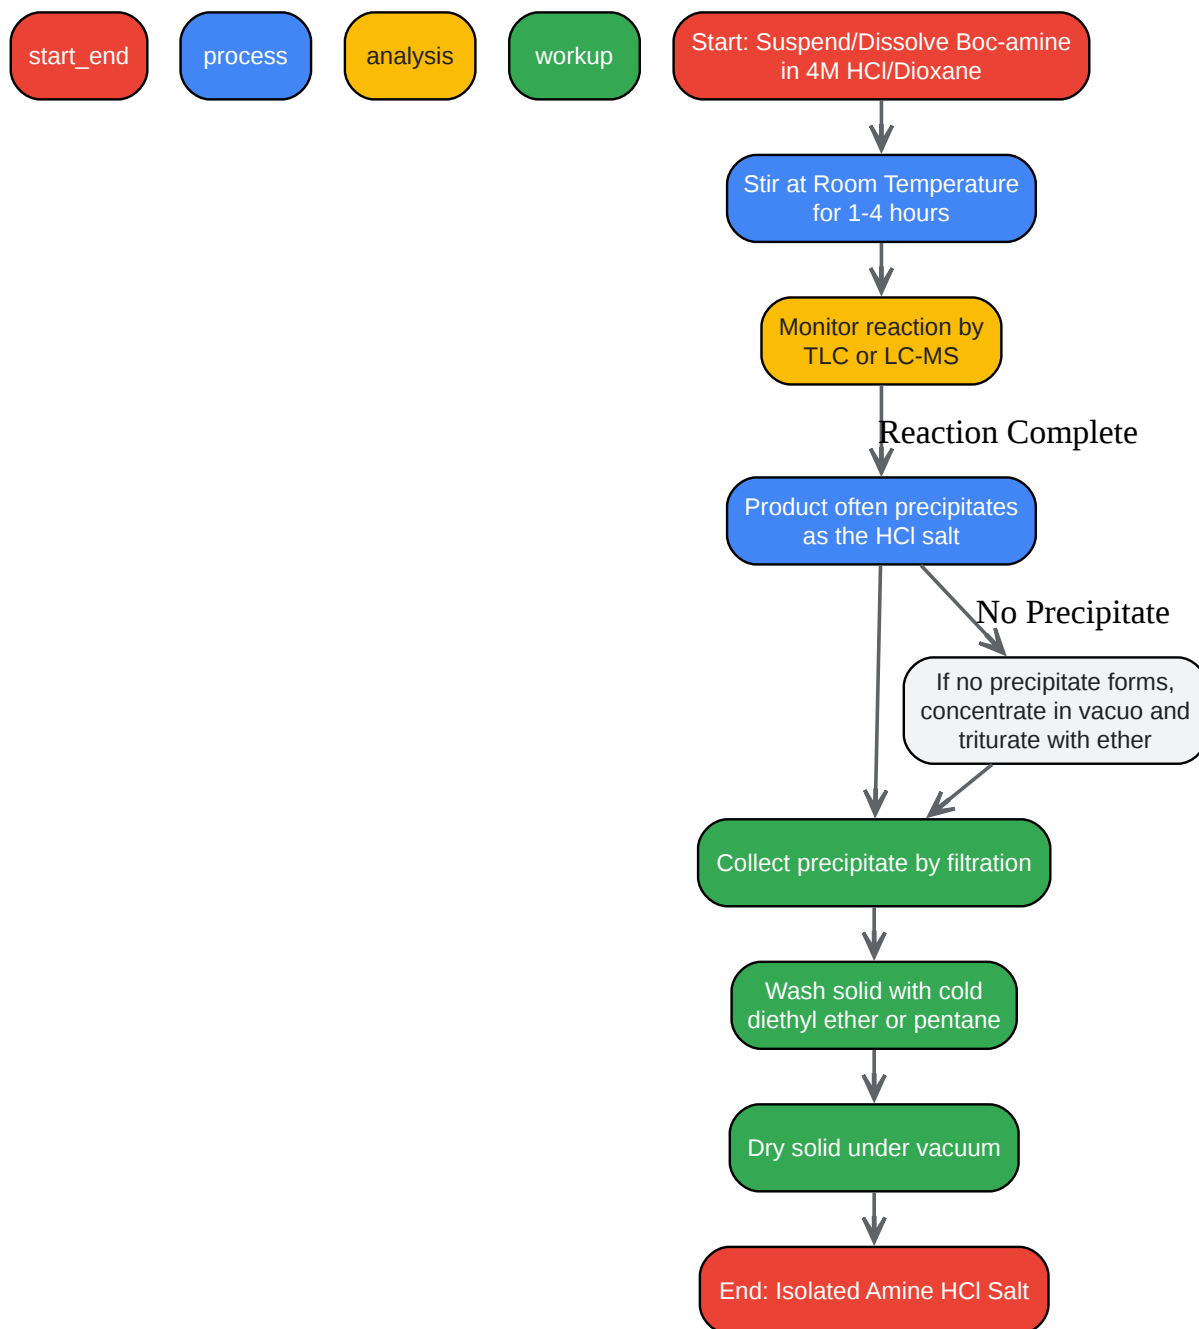 start_end
process
analysis
workup
Start: Suspend/Dissolve Boc-amine
in 4M HCl/Dioxane
Stir at Room Temperature
for 1-4 hours
Monitor reaction by
TLC or LC-MS
Reaction Complete
Product often precipitates
as the HCl salt
No Precipitate
If no precipitate forms,
concentrate in vacuo and
triturate with ether
Collect precipitate by filtration
Wash solid with cold
diethyl ether or pentane
Dry solid under vacuum
End: Isolated Amine HCl Salt